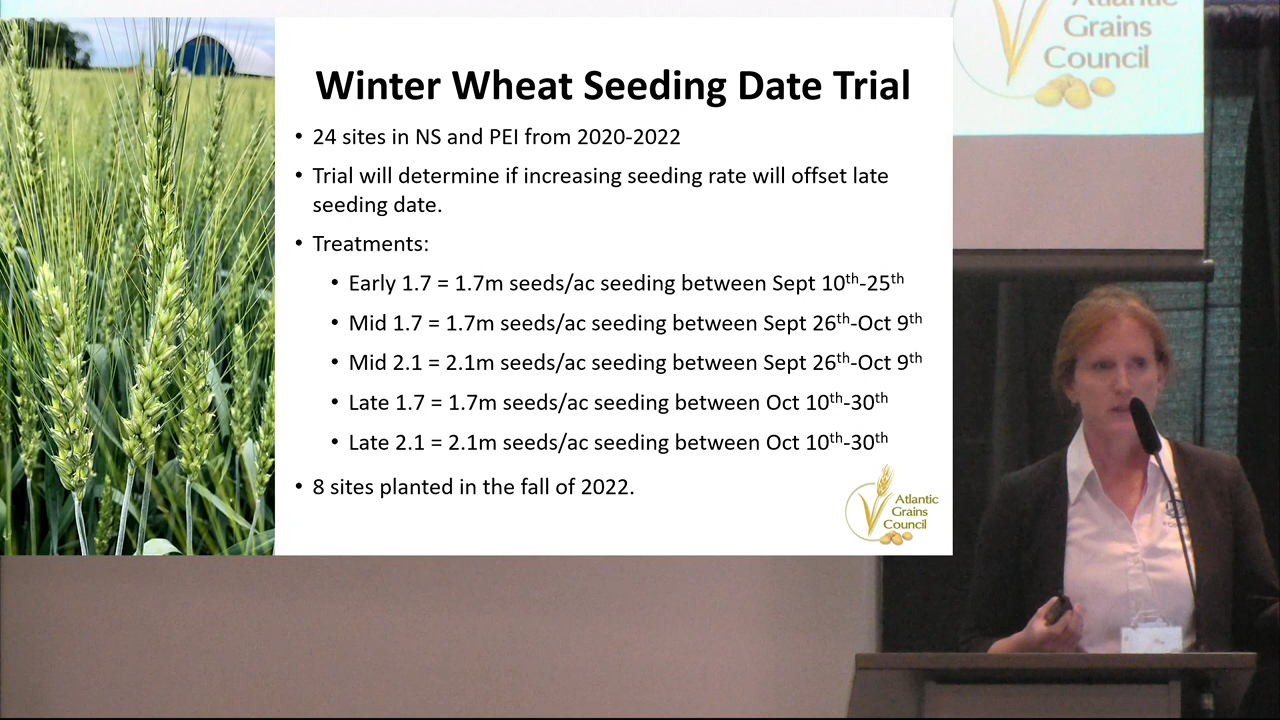 Winter Wheat Seeding Date Trial
• 24 sites in NS and PEI from 2020-2022
• Trial will determine if increasing seeding rate will offset late
seeding date.
• Treatments:
• Early 1.7 = 1.7m seeds/ac seeding between Sept 10th-25th
• Mid 1.7 = 1.7m seeds/ac seeding between Sept 26th-Oct 9th
• Mid 2.1 = 2.1m seeds/ac seeding between Sept 26th-Oct 9th
• Late 1.7 = 1.7m seeds/ac seeding between Oct 10th-30th
• Late 2.1 = 2.1m seeds/ac seeding between Oct 10th-30th
• 8 sites planted in the fall of 2022.
Atlantic
Grains
Council
Atlantic
Grains
Council